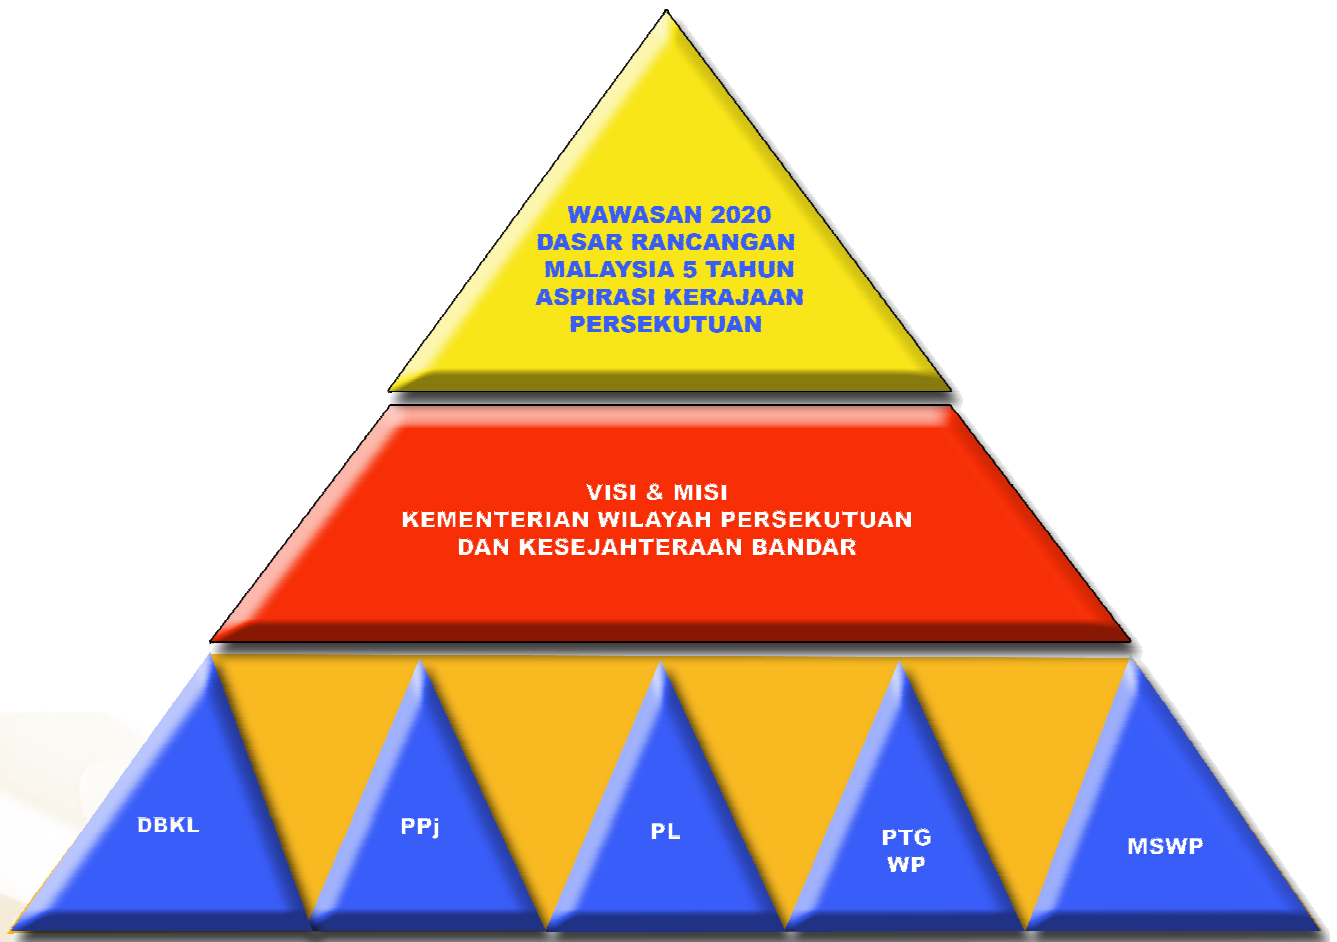 WAWASAN 2020
DASAR RANCANGAN
MALAYSIA 5 TAHUN
ASPIRASI KERAJAAN
PERSEKUTUAN
VISI & MISI
KEMENTERIAN WILAYAH PERSEKUTUAN
DAN KESEJAHTERAAN BANDAR
DBKL
PPj
PL
PTG
WP
MSWP